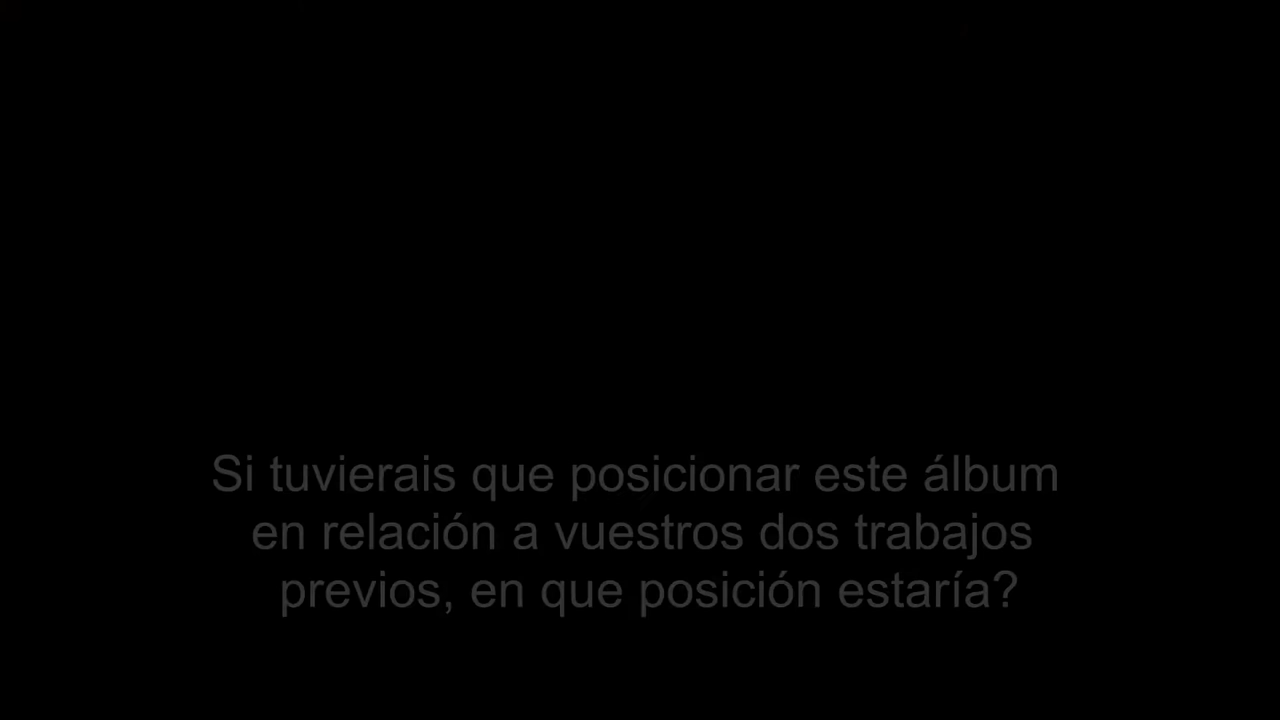 Si tuvierais que posicionar este álbum
en relación a vuestros dos trabajos
previos, en que posición estaría?